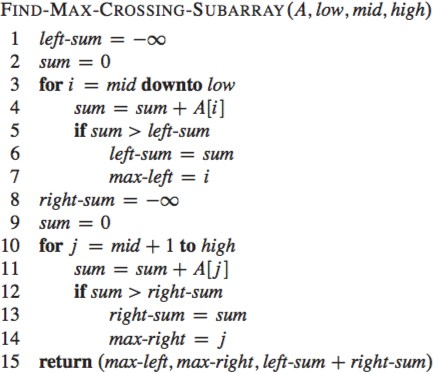 FIND-MAX-CROSSING-SUBARRAY(A, low, mid, high)
1 left-sum = −∞
2 sum = 0
3 for i = mid downto low
4 sum = sum + A[i]
5 if sum > left-sum
6 left-sum = sum
7 max-left = i
8 right-sum = −∞
9 sum = 0
10 for j = mid + 1 to high
11 sum = sum + A[j]
12 if sum > right-sum
13 right-sum = sum
14 max-right = j
15 return (max-left, max-right, left-sum + right-sum)